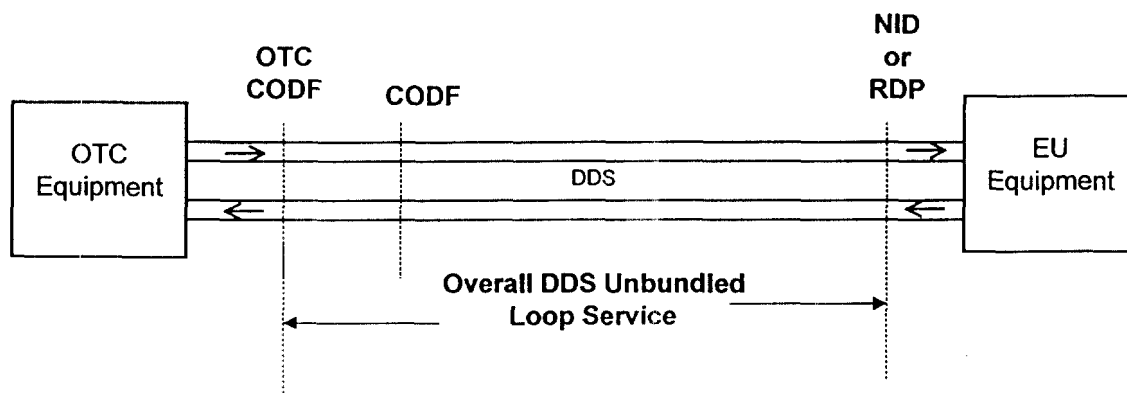 OTC
CODF
CODF
NID
or
RDP
OTC
Equipment
DDS
EU
Equipment
Overall DDS Unbundled
Loop Service